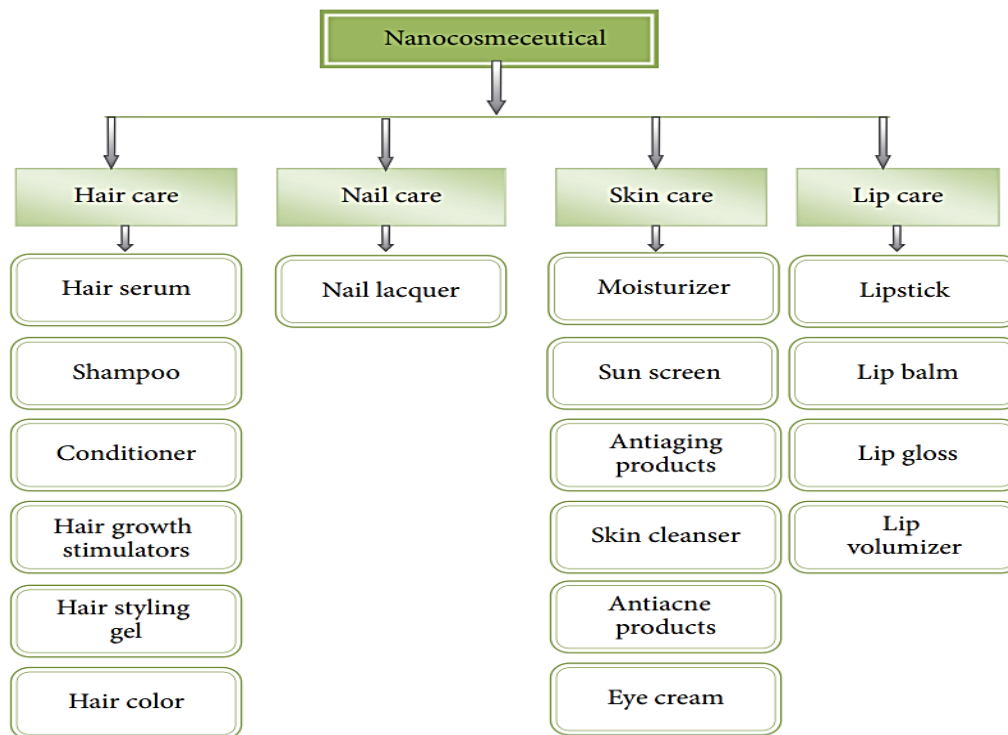 Nanocosmeceutical
Hair care
Nail care
Skin care
Lip care
Hair serum
Shampoo
Conditioner
Hair growth
stimulators
Hair styling
gel
Hair color
Nail lacquer
Moisturizer
Sun screen
Antiaging
products
Skin cleanser
Antiacne
products
Eye cream
Lipstick
Lip balm
Lip gloss
Lip
volumizer